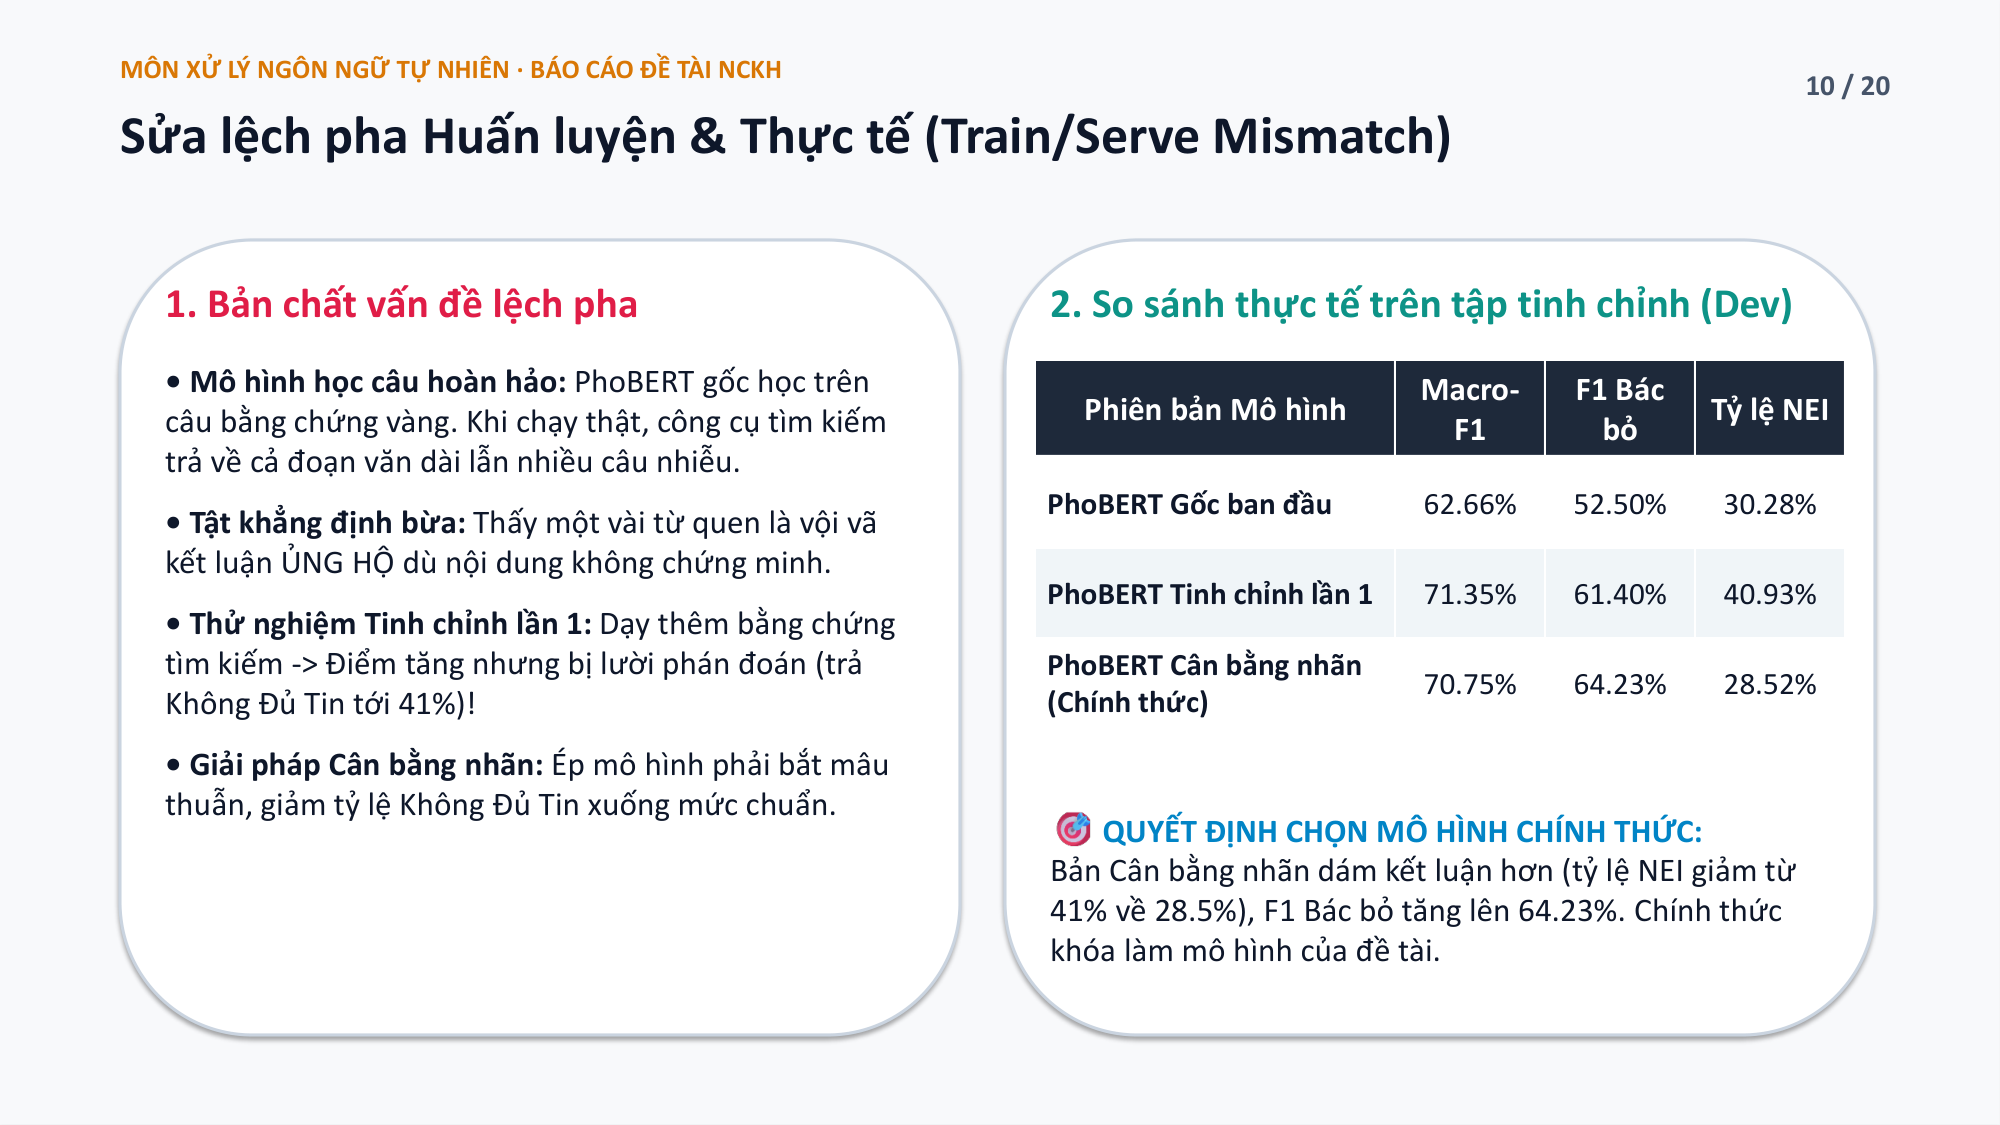 MÔN XỬ LÝ NGÔN NGỮ TỰ NHIÊN · BÁO CÁO ĐỀ TÀI NCKH
10 / 20
Sửa lệch pha Huấn luyện & Thực tế (Train/Serve Mismatch)
1. Bản chất vấn đề lệch pha
• Mô hình học câu hoàn hảo: PhoBERT gốc học trên
câu bằng chứng vàng. Khi chạy thật, công cụ tìm kiếm
trả về cả đoạn văn dài lẫn nhiều câu nhiễu.
• Tật khẳng định bừa: Thấy một vài từ quen là vội vã
kết luận ỦNG HỘ dù nội dung không chứng minh.
• Thử nghiệm Tinh chỉnh lần 1: Dạy thêm bằng chứng
tìm kiếm -> Điểm tăng nhưng bị lười phán đoán (trả
Không Đủ Tin tới 41%)!
• Giải pháp Cân bằng nhãn: Ép mô hình phải bắt mâu
thuẫn, giảm tỷ lệ Không Đủ Tin xuống mức chuẩn.
2. So sánh thực tế trên tập tinh chỉnh (Dev)
Phiên bản Mô hình Macro-F1 F1 Bác bỏ Tỷ lệ NEI
PhoBERT Gốc ban đầu 62.66% 52.50% 30.28%
PhoBERT Tinh chỉnh lần 1 71.35% 61.40% 40.93%
PhoBERT Cân bằng nhãn (Chính thức) 70.75% 64.23% 28.52%
🎯 QUYẾT ĐỊNH CHỌN MÔ HÌNH CHÍNH THỨC:
Bản Cân bằng nhãn dám kết luận hơn (tỷ lệ NEI giảm từ
41% về 28.5%), F1 Bác bỏ tăng lên 64.23%. Chính thức
khóa làm mô hình của đề tài.